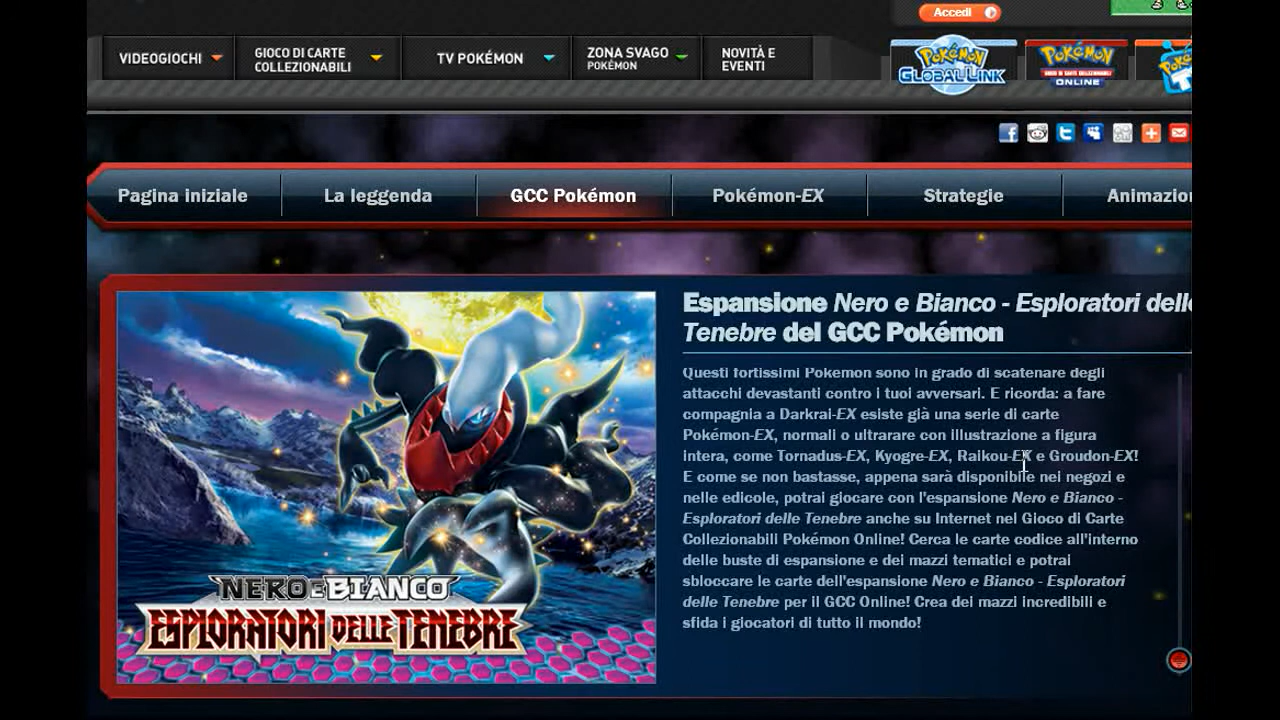 Accedi
VIDEOGIOCHI
GIOCO DI CARTE
COLLEZIONABILI
TV POKÉMON
ZONA SVAGO
POKÉMON
NOVITÀ E
EVENTI
POKéMON
GLOBAL LINK
POKéMON
GIOCO DI CARTE COLLEZIONABILI
ONLINE
Pagina iniziale
La leggenda
GCC Pokémon
Pokémon-EX
Strategie
Animazio
Espansione Nero e Bianco - Esploratori delle
Tenebre del GCC Pokémon
Questi fortissimi Pokémon sono in grado di scatenare degli
attacchi devastanti contro i tuoi avversari. E ricorda: a fare
compagnia a Darkrai-EX esiste già una serie di carte
Pokémon-EX, normali o ultrarare con illustrazione a figura
intera, come Tornadus-EX, Kyogre-EX, Raikou-EX e Groudon-EX!
E come se non bastasse, appena sarà disponibile nei negozi e
nelle edicole, potrai giocare con l'espansione Nero e Bianco -
Esploratori delle Tenebre anche su Internet nel Gioco di Carte
Collezionabili Pokémon Online! Cerca le carte codice all'interno
delle buste di espansione e dei mazzi tematici e potrai
sbloccare le carte dell'espansione Nero e Bianco - Esploratori
delle Tenebre per il GCC Online! Crea dei mazzi incredibili e
sfida i giocatori di tutto il mondo!
NERO E BIANCO
ESPLORATORI DELLE TENEBRE